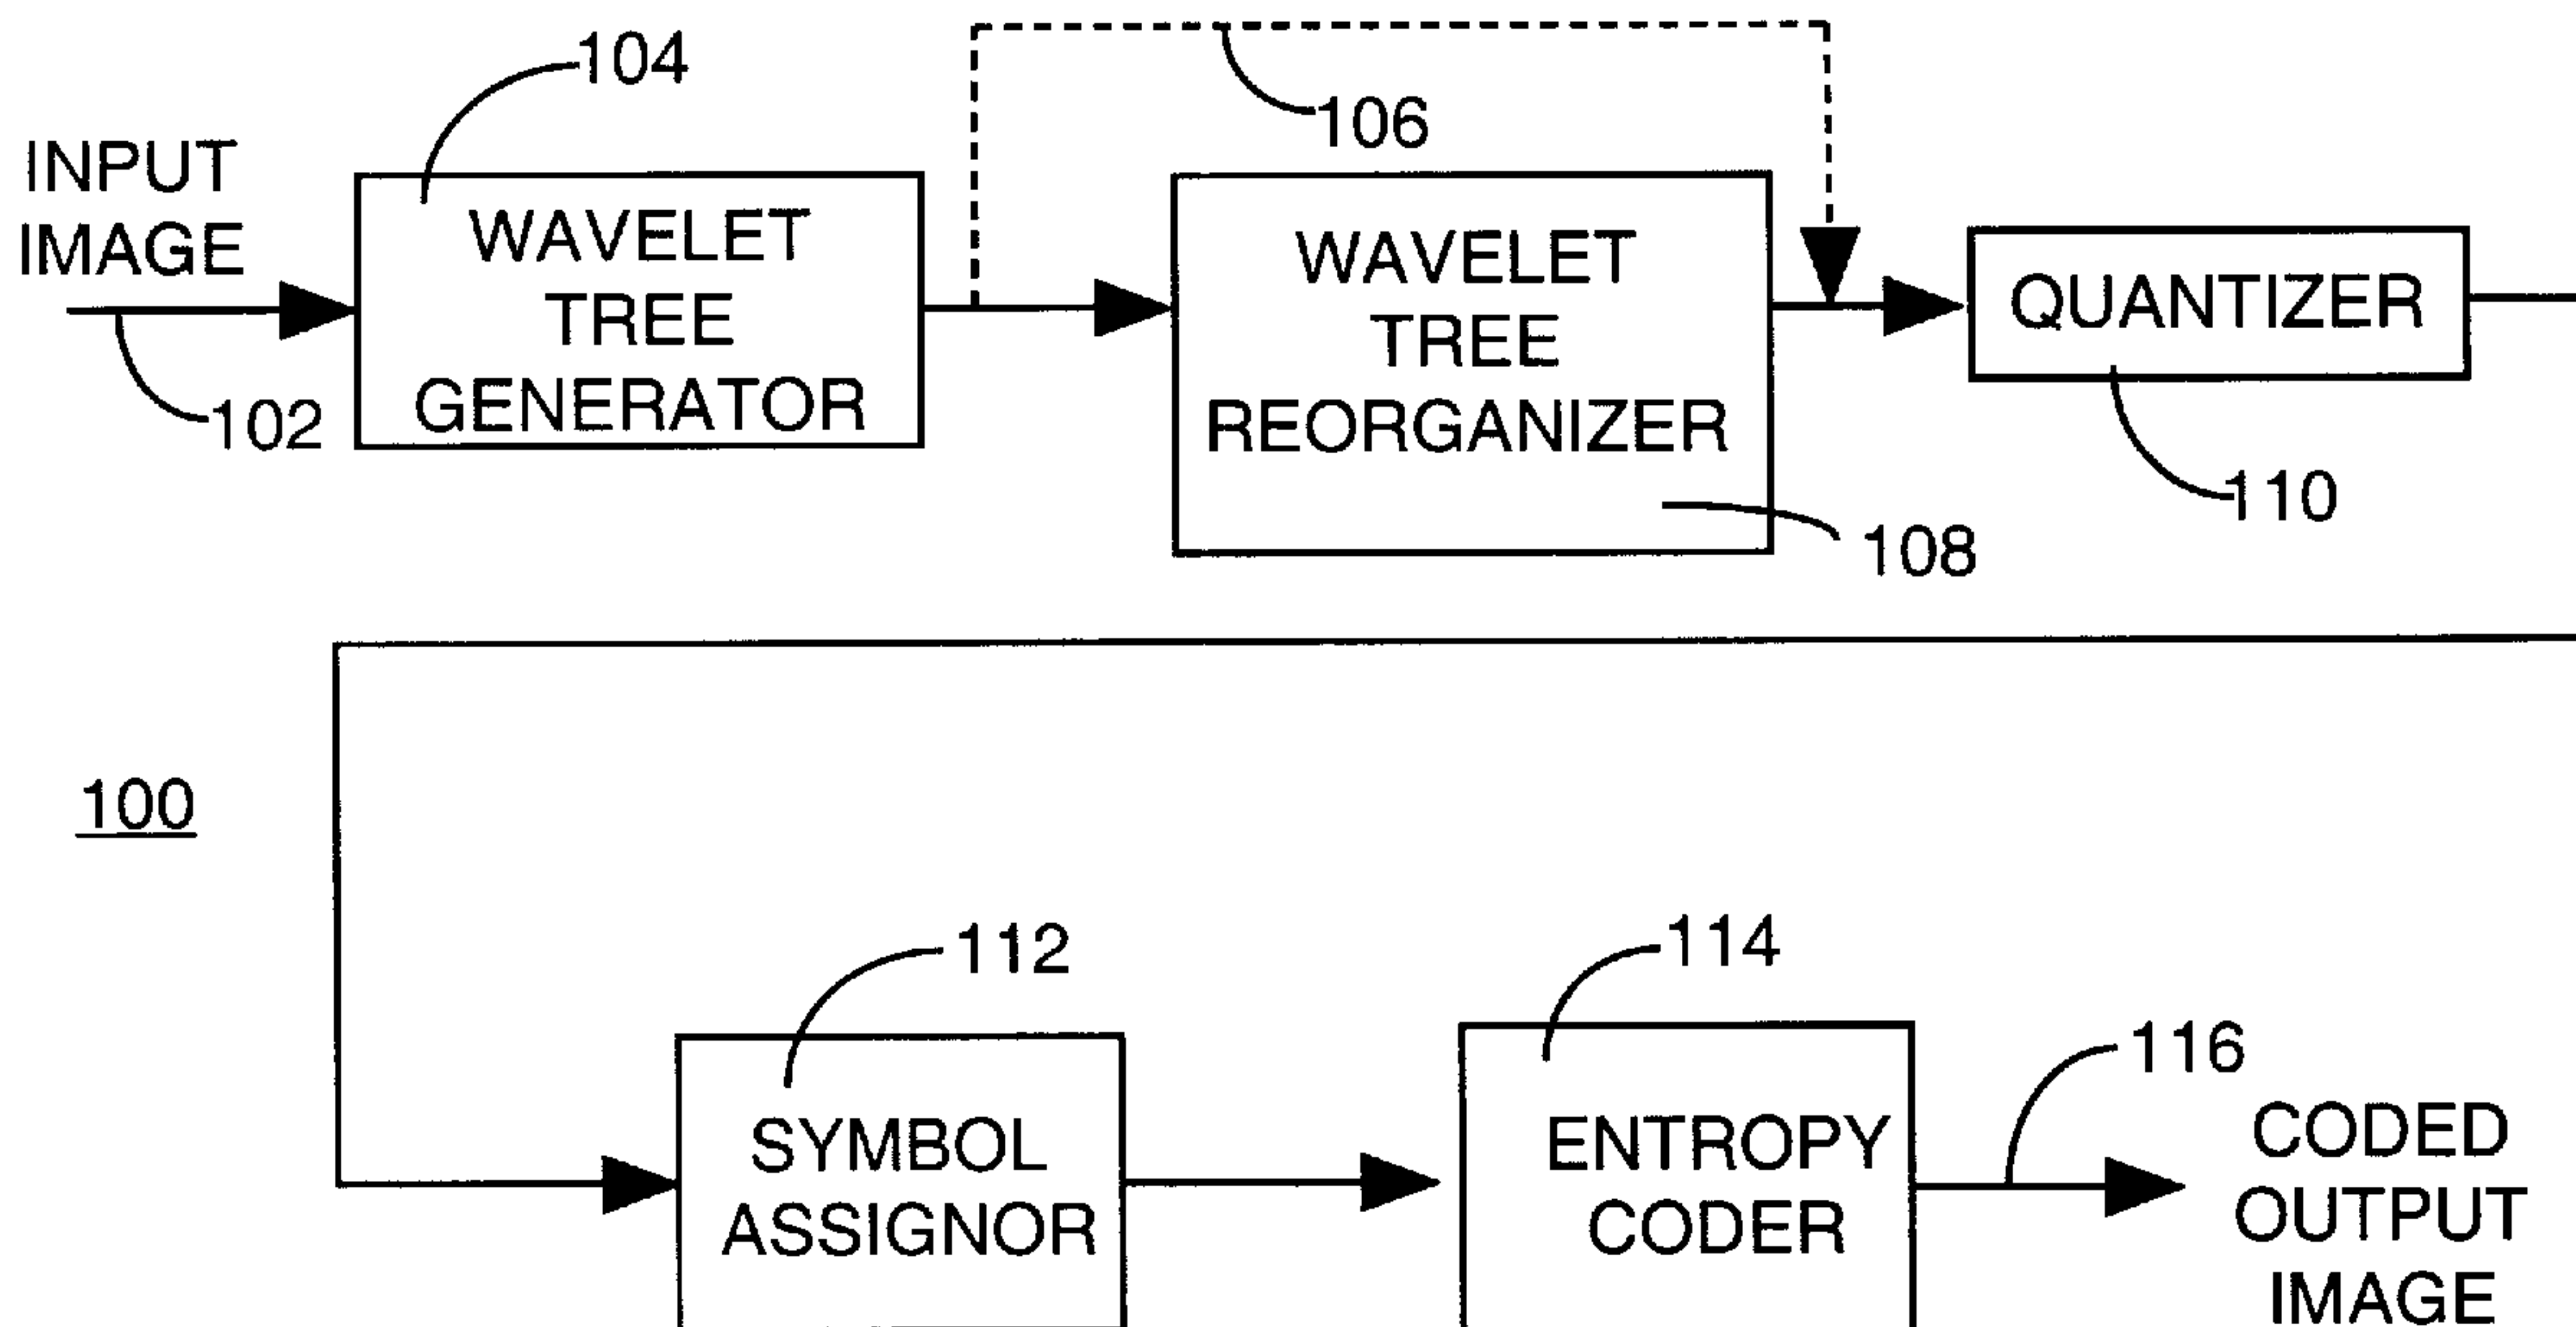 104
106
INPUT
IMAGE
102
WAVELET
TREE
GENERATOR
WAVELET
TREE
REORGANIZER
108
QUANTIZER
110
100
112
114
116
SYMBOL
ASSIGNOR
ENTROPY
CODER
CODED
OUTPUT
IMAGE